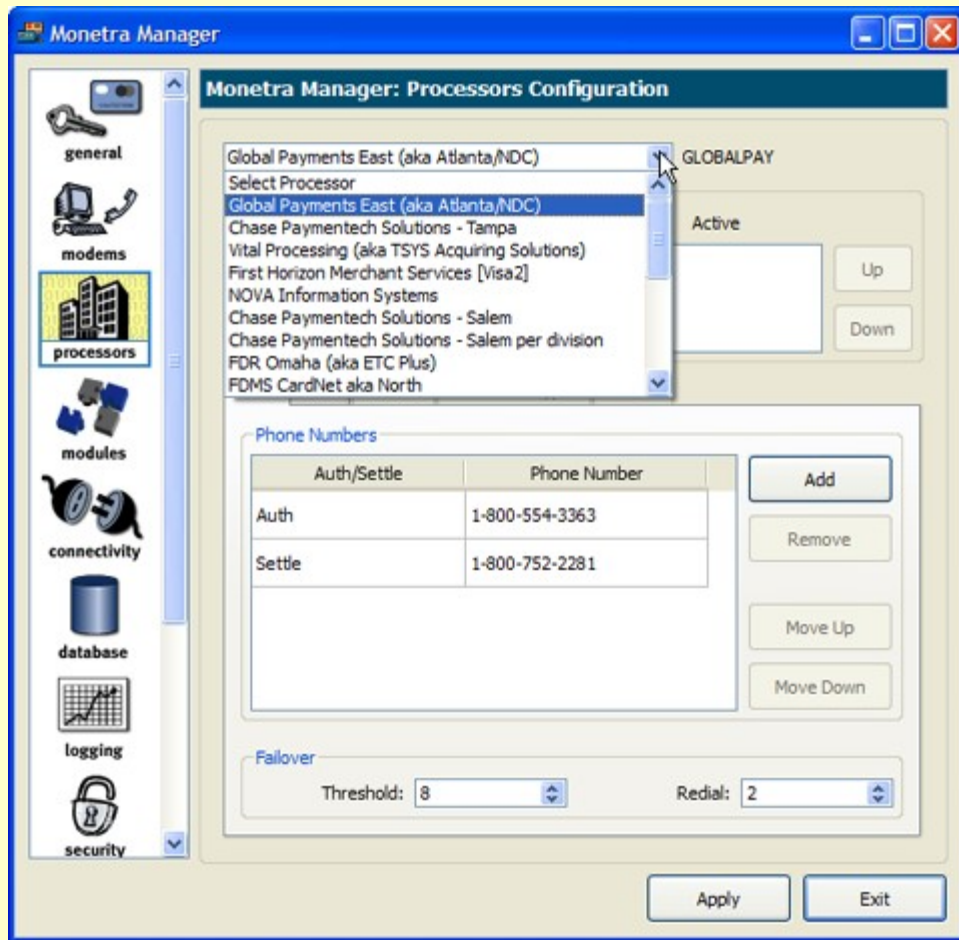 Monetra Manager
general
modems
processors
modules
connectivity
database
logging
security
Monetra Manager: Processors Configuration
Global Payments East (aka Atlanta/NDC)
GLOBALPAY
Select Processor
Global Payments East (aka Atlanta/NDC)
Chase Paymentech Solutions - Tampa
Vital Processing (aka TSYS Acquiring Solutions)
First Horizon Merchant Services [Visa2]
NOVA Information Systems
Chase Paymentech Solutions - Salem
Chase Paymentech Solutions - Salem per division
FDR Omaha (aka ETC Plus)
FDMS CardNet aka North
Active
Up
Down
Phone Numbers
Auth/Settle Phone Number
Auth 1-800-554-3363
Settle 1-800-752-2281
Add
Remove
Move Up
Move Down
Failover
Threshold: 8 Redial: 2
Apply Exit